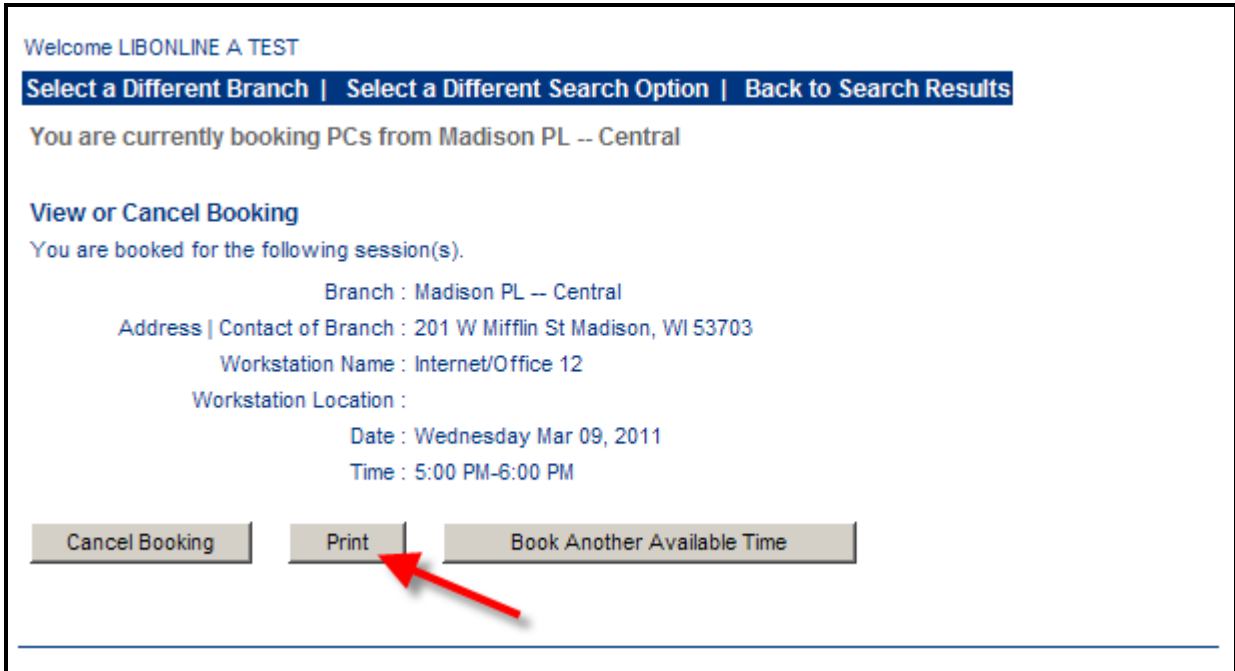 Welcome LIBONLINE A TEST
Select a Different Branch | Select a Different Search Option | Back to Search Results
You are currently booking PCs from Madison PL -- Central
View or Cancel Booking
You are booked for the following session(s).
Branch : Madison PL -- Central
Address | Contact of Branch : 201 W Mifflin St Madison, WI 53703
Workstation Name : Internet/Office 12
Workstation Location :
Date : Wednesday Mar 09, 2011
Time : 5:00 PM-6:00 PM
Cancel Booking Print Book Another Available Time